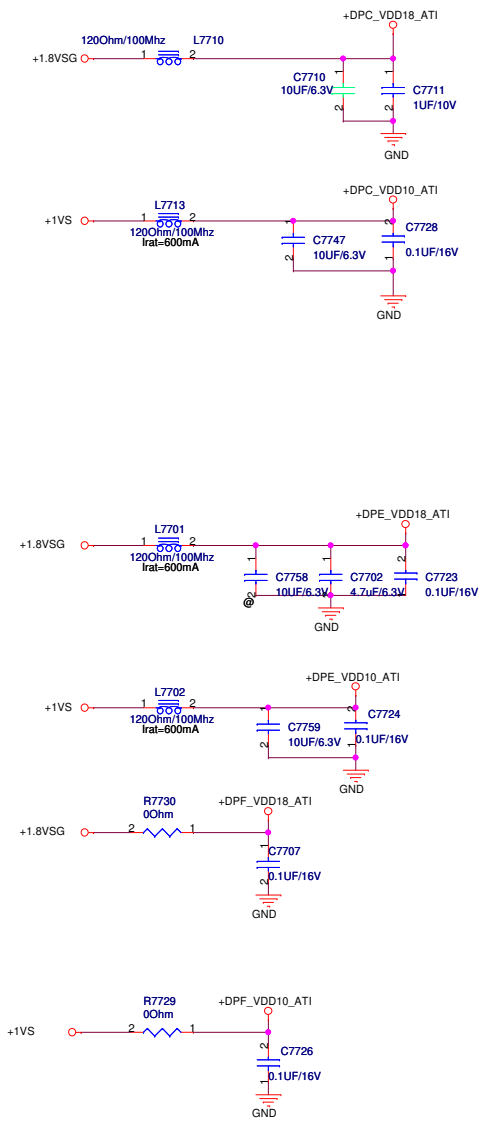 +DPC_VDD18_ATI
120Ohm/100Mhz L7710
+1.8VSG 1 2
C7710
10UF/6.3V
1
2
1
2
C7711
1UF/10V
GND
+DPC_VDD10_ATI
L7713
+1VS 1 2
120Ohm/100Mhz
Irat=600mA
1
2
C7747
10UF/6.3V
2
1
C7728
0.1UF/16V
GND
+DPE_VDD18_ATI
L7701
+1.8VSG 1 2
120Ohm/100Mhz
Irat=600mA
1
2
@
C7758
10UF/6.3V
1
2
C7702
4.7uF/6.3V
2
1
C7723
0.1UF/16V
GND
+DPE_VDD10_ATI
L7702
+1VS 1 2
120Ohm/100Mhz
Irat=600mA
1
2
C7759
10UF/6.3V
2
1
C7724
0.1UF/16V
GND
R7730
0Ohm
+DPF_VDD18_ATI
+1.8VSG 2 1
1
2
C7707
0.1UF/16V
GND
R7729
0Ohm
+DPF_VDD10_ATI
+1VS 2 1
2
1
C7726
0.1UF/16V
GND